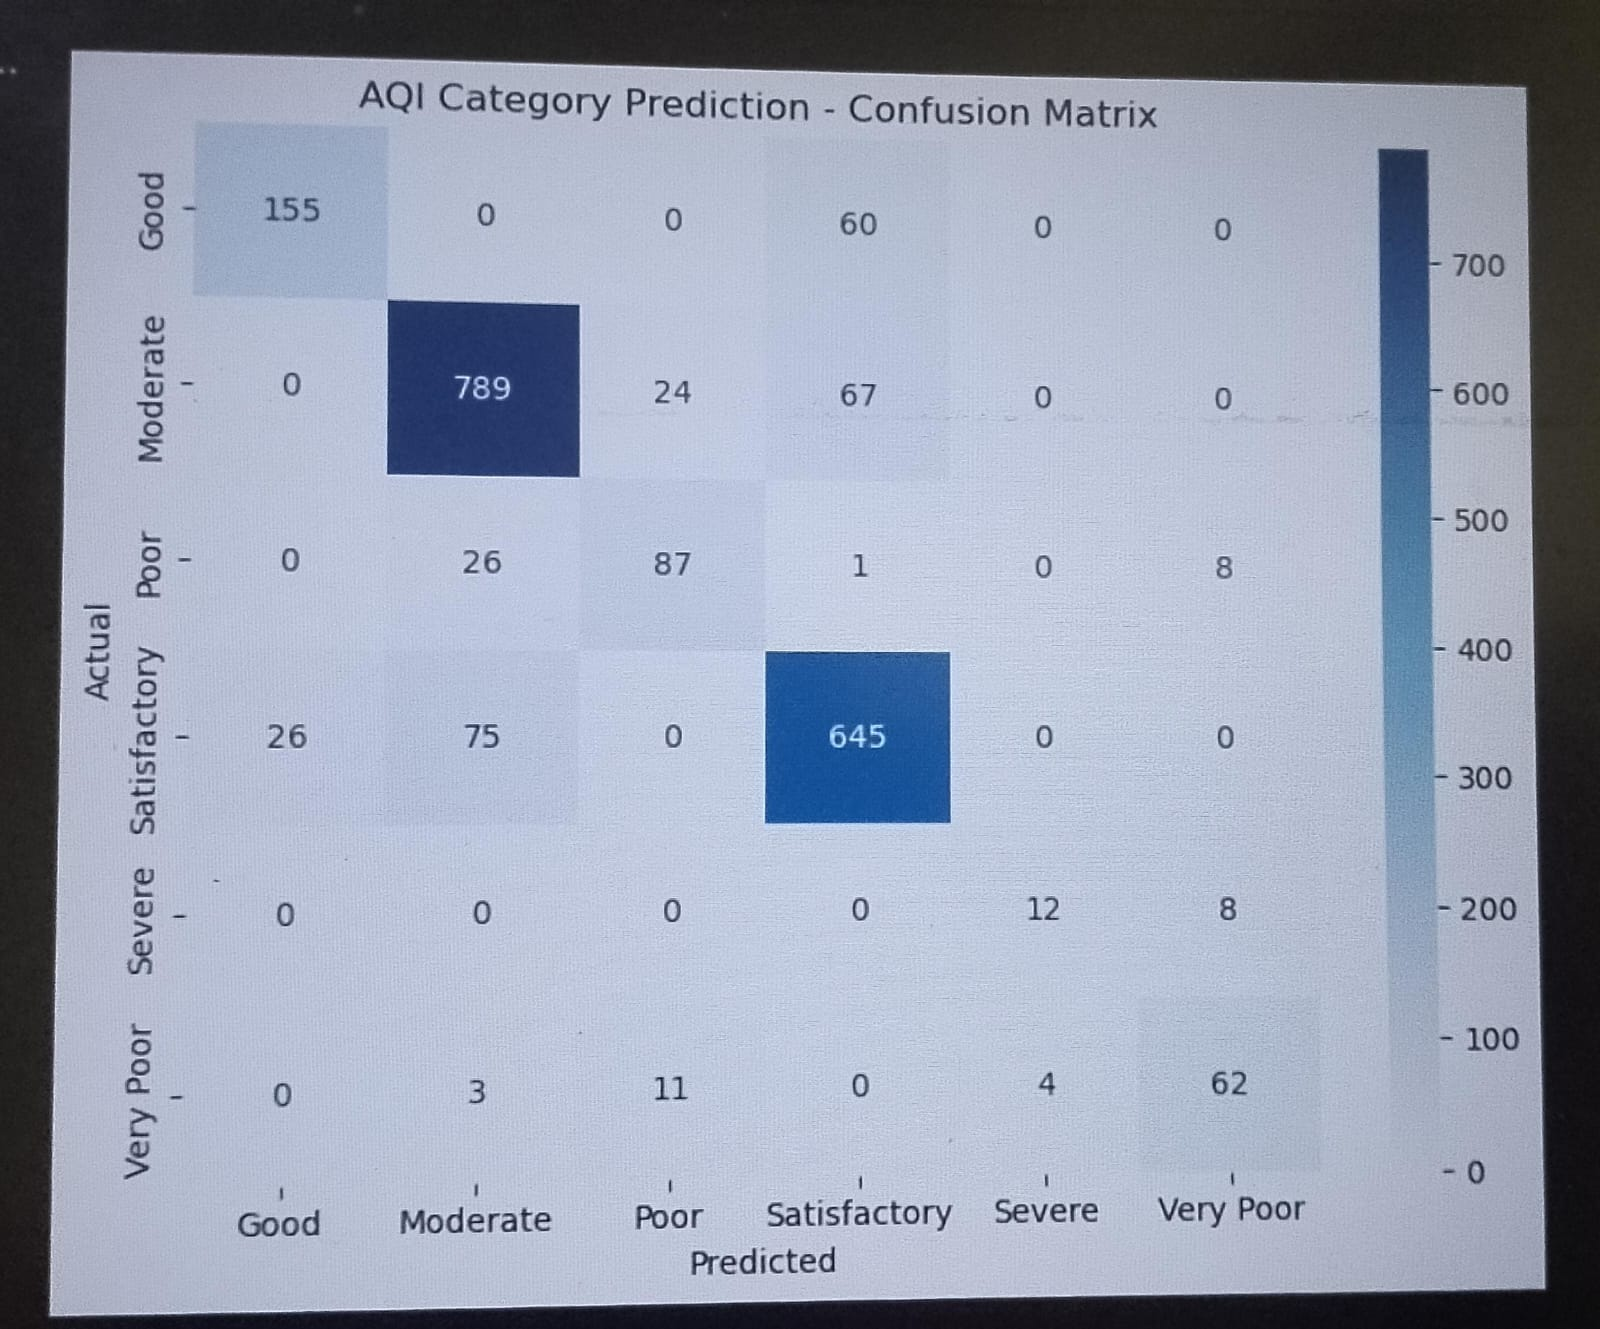 AQI Category Prediction - Confusion Matrix
Good 155 0 0 60 0 0
Moderate 0 789 24 67 0 0
Poor 0 26 87 1 0 8
Satisfactory 26 75 0 645 0 0
Severe 0 0 0 0 12 8
Very Poor 0 3 11 0 4 62
Actual
Good Moderate Poor Satisfactory Severe Very Poor
Predicted
700
600
500
400
300
200
100
0